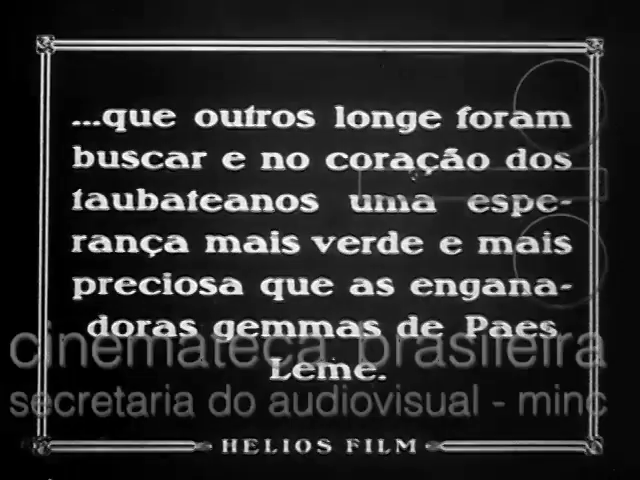 ...que outros longe foram
buscar e no coração dos
taubateanos uma espe-
rança mais verde e mais
preciosa que as engana-
doras gemmas de Paes
Leme.
cinemateca brasileira
secretaria do audiovisual - minc
HELIOS FILM